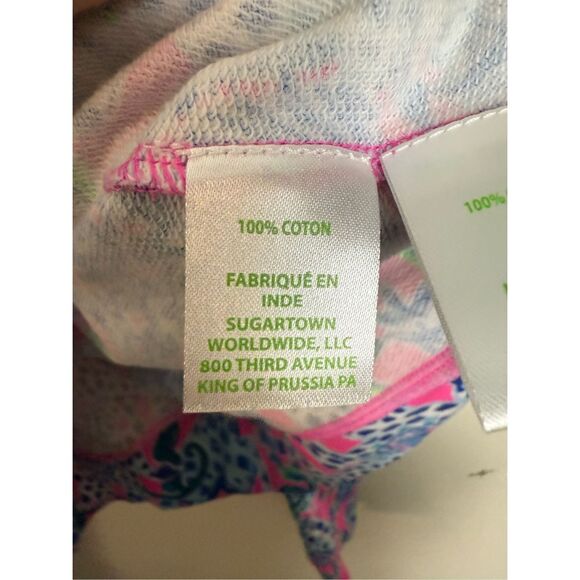 100% COTON
FABRIQUÉ EN
INDE
SUGARTOWN
WORLDWIDE, LLC
800 THIRD AVENUE
KING OF PRUSSIA PA
100%